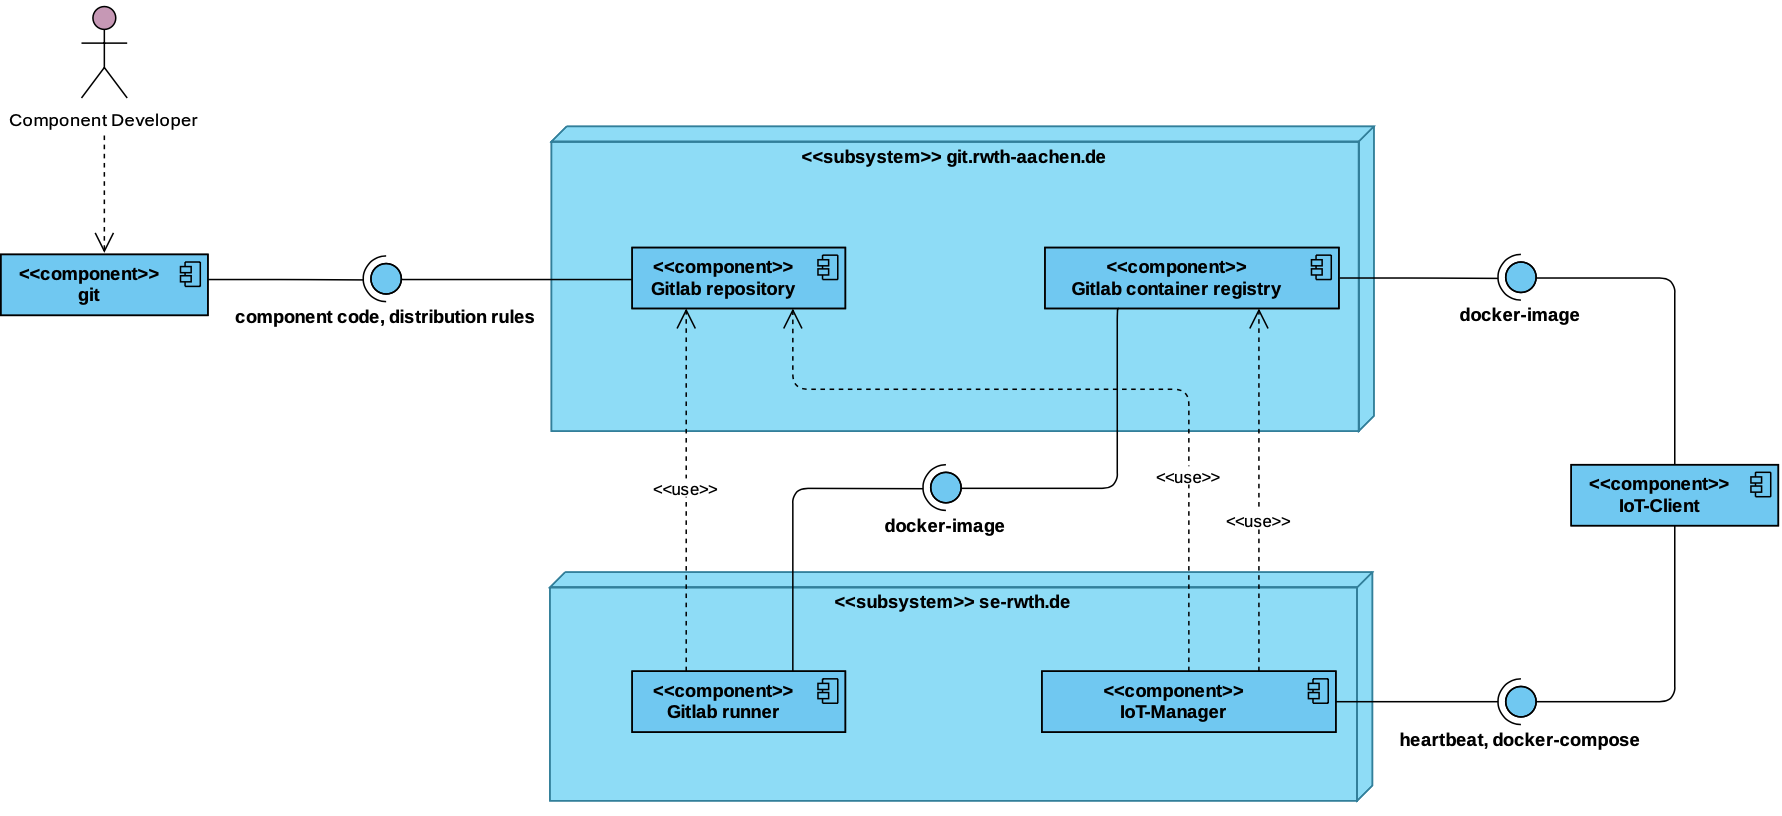 Component Developer
<<subsystem>> git.rwth-aachen.de
<<component>>
git
component code, distribution rules
<<component>>
Gitlab repository
<<component>>
Gitlab container registry
docker-image
<<use>>
docker-image
<<use>>
<<use>>
<<component>>
IoT-Client
<<subsystem>> se-rwth.de
<<component>>
Gitlab runner
<<component>>
IoT-Manager
heartbeat, docker-compose